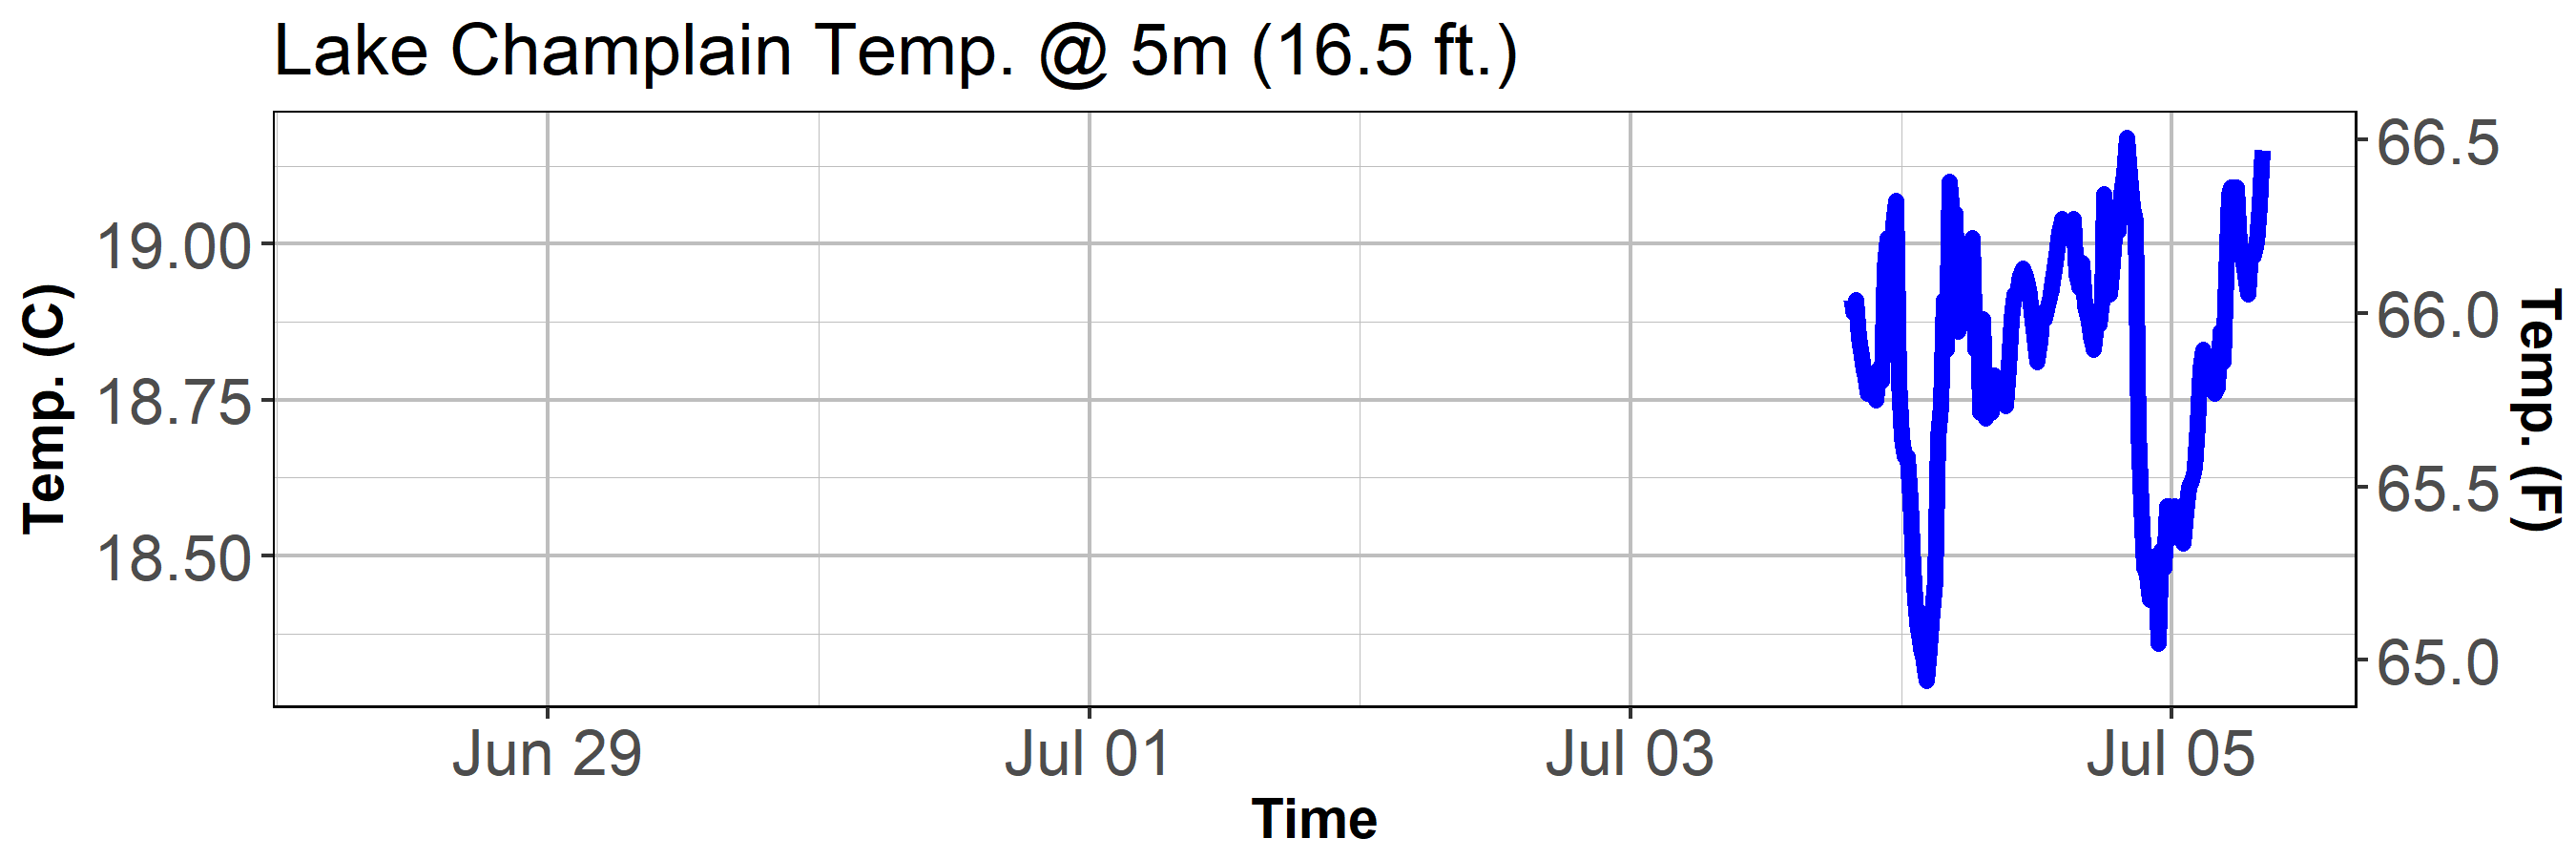 Lake Champlain Temp. @ 5m (16.5 ft.)
Temp. (C)
19.00
18.75
18.50
66.5
66.0
65.5
65.0
Temp. (F)
Jun 29
Jul 01
Jul 03
Jul 05
Time